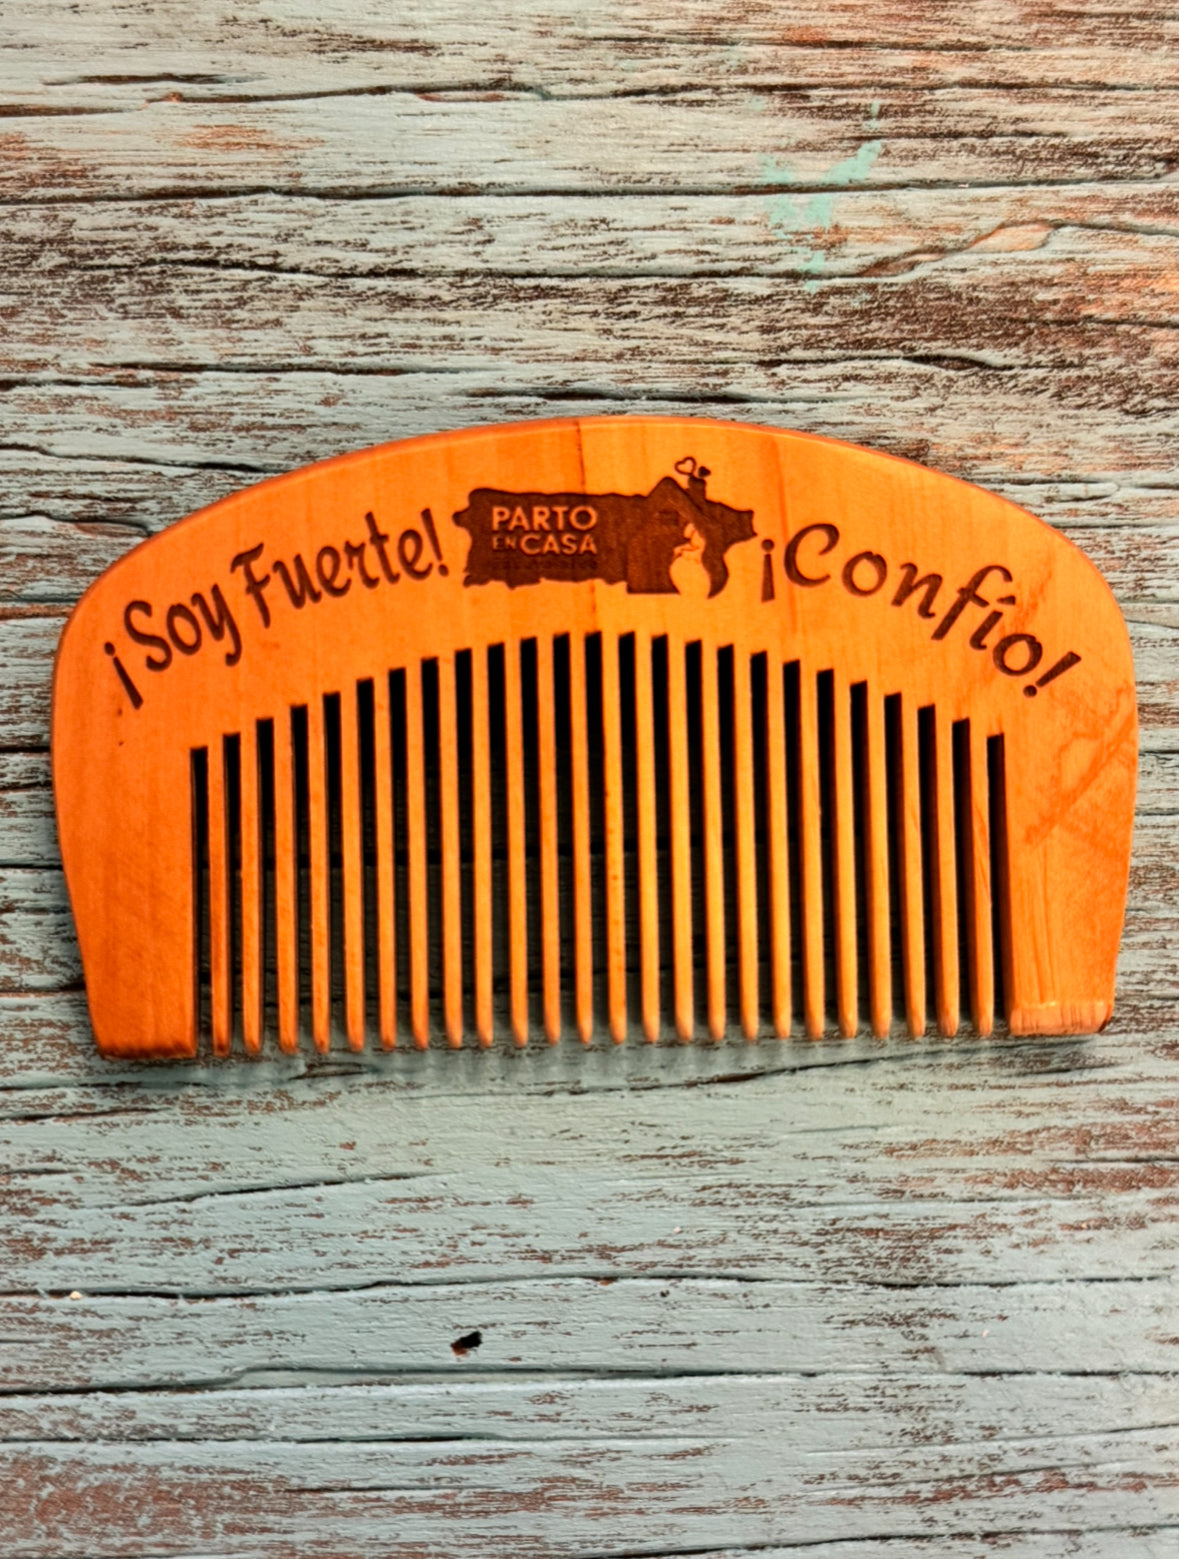 ¡Soy Fuerte!
PARTO
EN CASA
¡Confío!